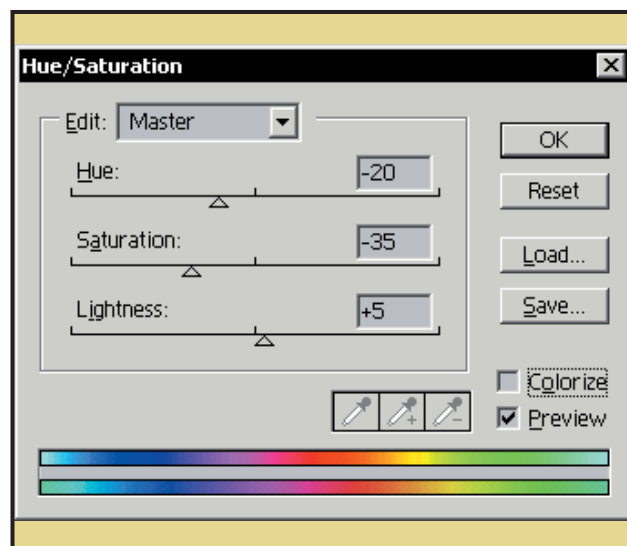 Hue/Saturation
Edit: Master
Hue: -20
Saturation: -35
Lightness: +5
OK
Reset
Load...
Save...
Colorize
Preview